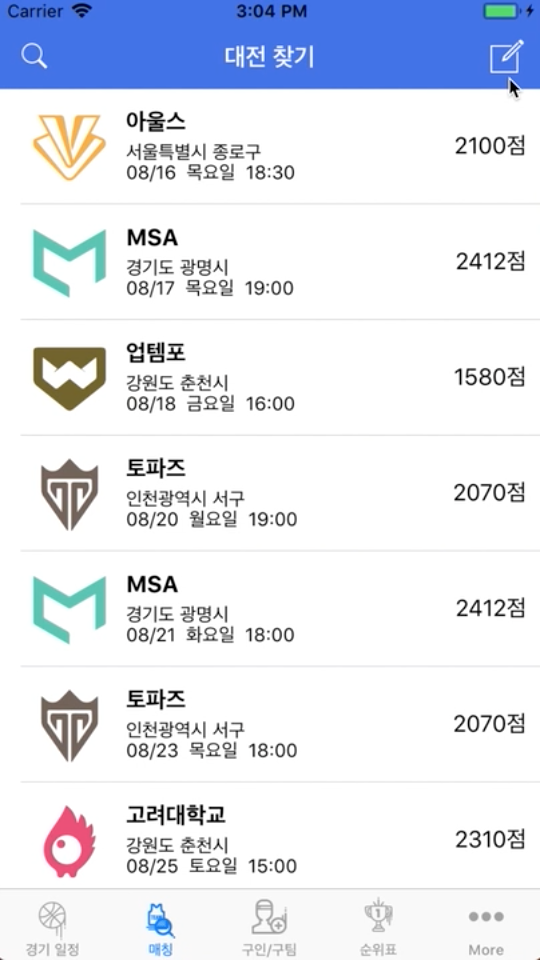 Carrier 3:04 PM
대전 찾기
아울스
서울특별시 종로구
08/16 목요일 18:30
2100점
MSA
경기도 광명시
08/17 목요일 19:00
2412점
업템포
강원도 춘천시
08/18 금요일 16:00
1580점
토파즈
인천광역시 서구
08/20 월요일 19:00
2070점
MSA
경기도 광명시
08/21 화요일 18:00
2412점
토파즈
인천광역시 서구
08/23 목요일 18:00
2070점
고려대학교
강원도 춘천시
08/25 토요일 15:00
2310점
경기 일정 매칭 구인/구팀 순위표 More